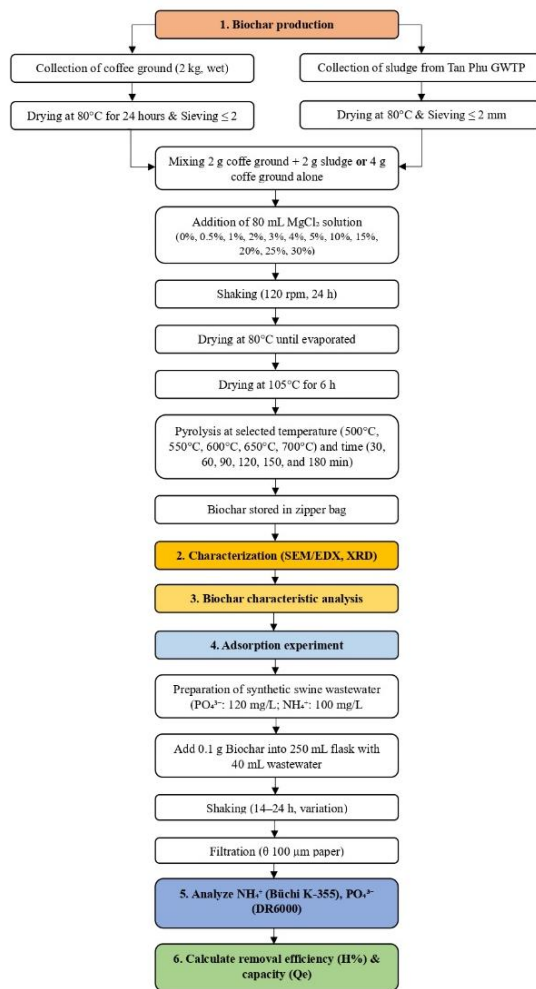 1. Biochar production
Collection of coffee ground (2 kg, wet)
Collection of sludge from Tan Phu GWTP
Drying at 80°C for 24 hours & Sieving ≤ 2
Drying at 80°C & Sieving ≤ 2 mm
Mixing 2 g coffe ground + 2 g sludge or 4 g
coffe ground alone
Addition of 80 mL MgCl₂ solution
(0%, 0.5%, 1%, 2%, 3%, 4%, 5%, 10%, 15%,
20%, 25%, 30%)
Shaking (120 rpm, 24 h)
Drying at 80°C until evaporated
Drying at 105°C for 6 h
Pyrolysis at selected temperature (500°C,
550°C, 600°C, 650°C, 700°C) and time (30,
60, 90, 120, 150, and 180 min)
Biochar stored in zipper bag
2. Characterization (SEM/EDX, XRD)
3. Biochar characteristic analysis
4. Adsorption experiment
Preparation of synthetic swine wastewater
(PO₄³⁻: 120 mg/L; NH₄⁺: 100 mg/L
Add 0.1 g Biochar into 250 mL flask with
40 mL wastewater
Shaking (14–24 h, variation)
Filtration (θ 100 μm paper)
5. Analyze NH₄⁺ (Büchi K-355), PO₄³⁻
(DR6000)
6. Calculate removal efficiency (H%) &
capacity (Qe)